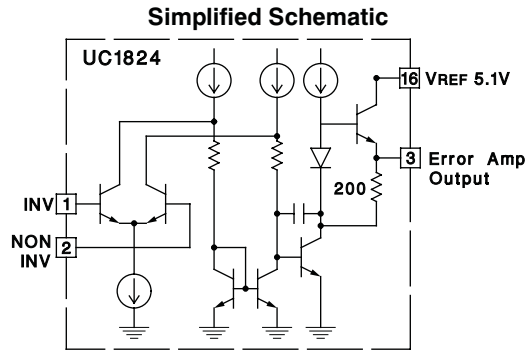 Simplified Schematic
UC1824
16 VREF 5.1V
3 Error Amp
Output
200
INV 1
NON
INV 2